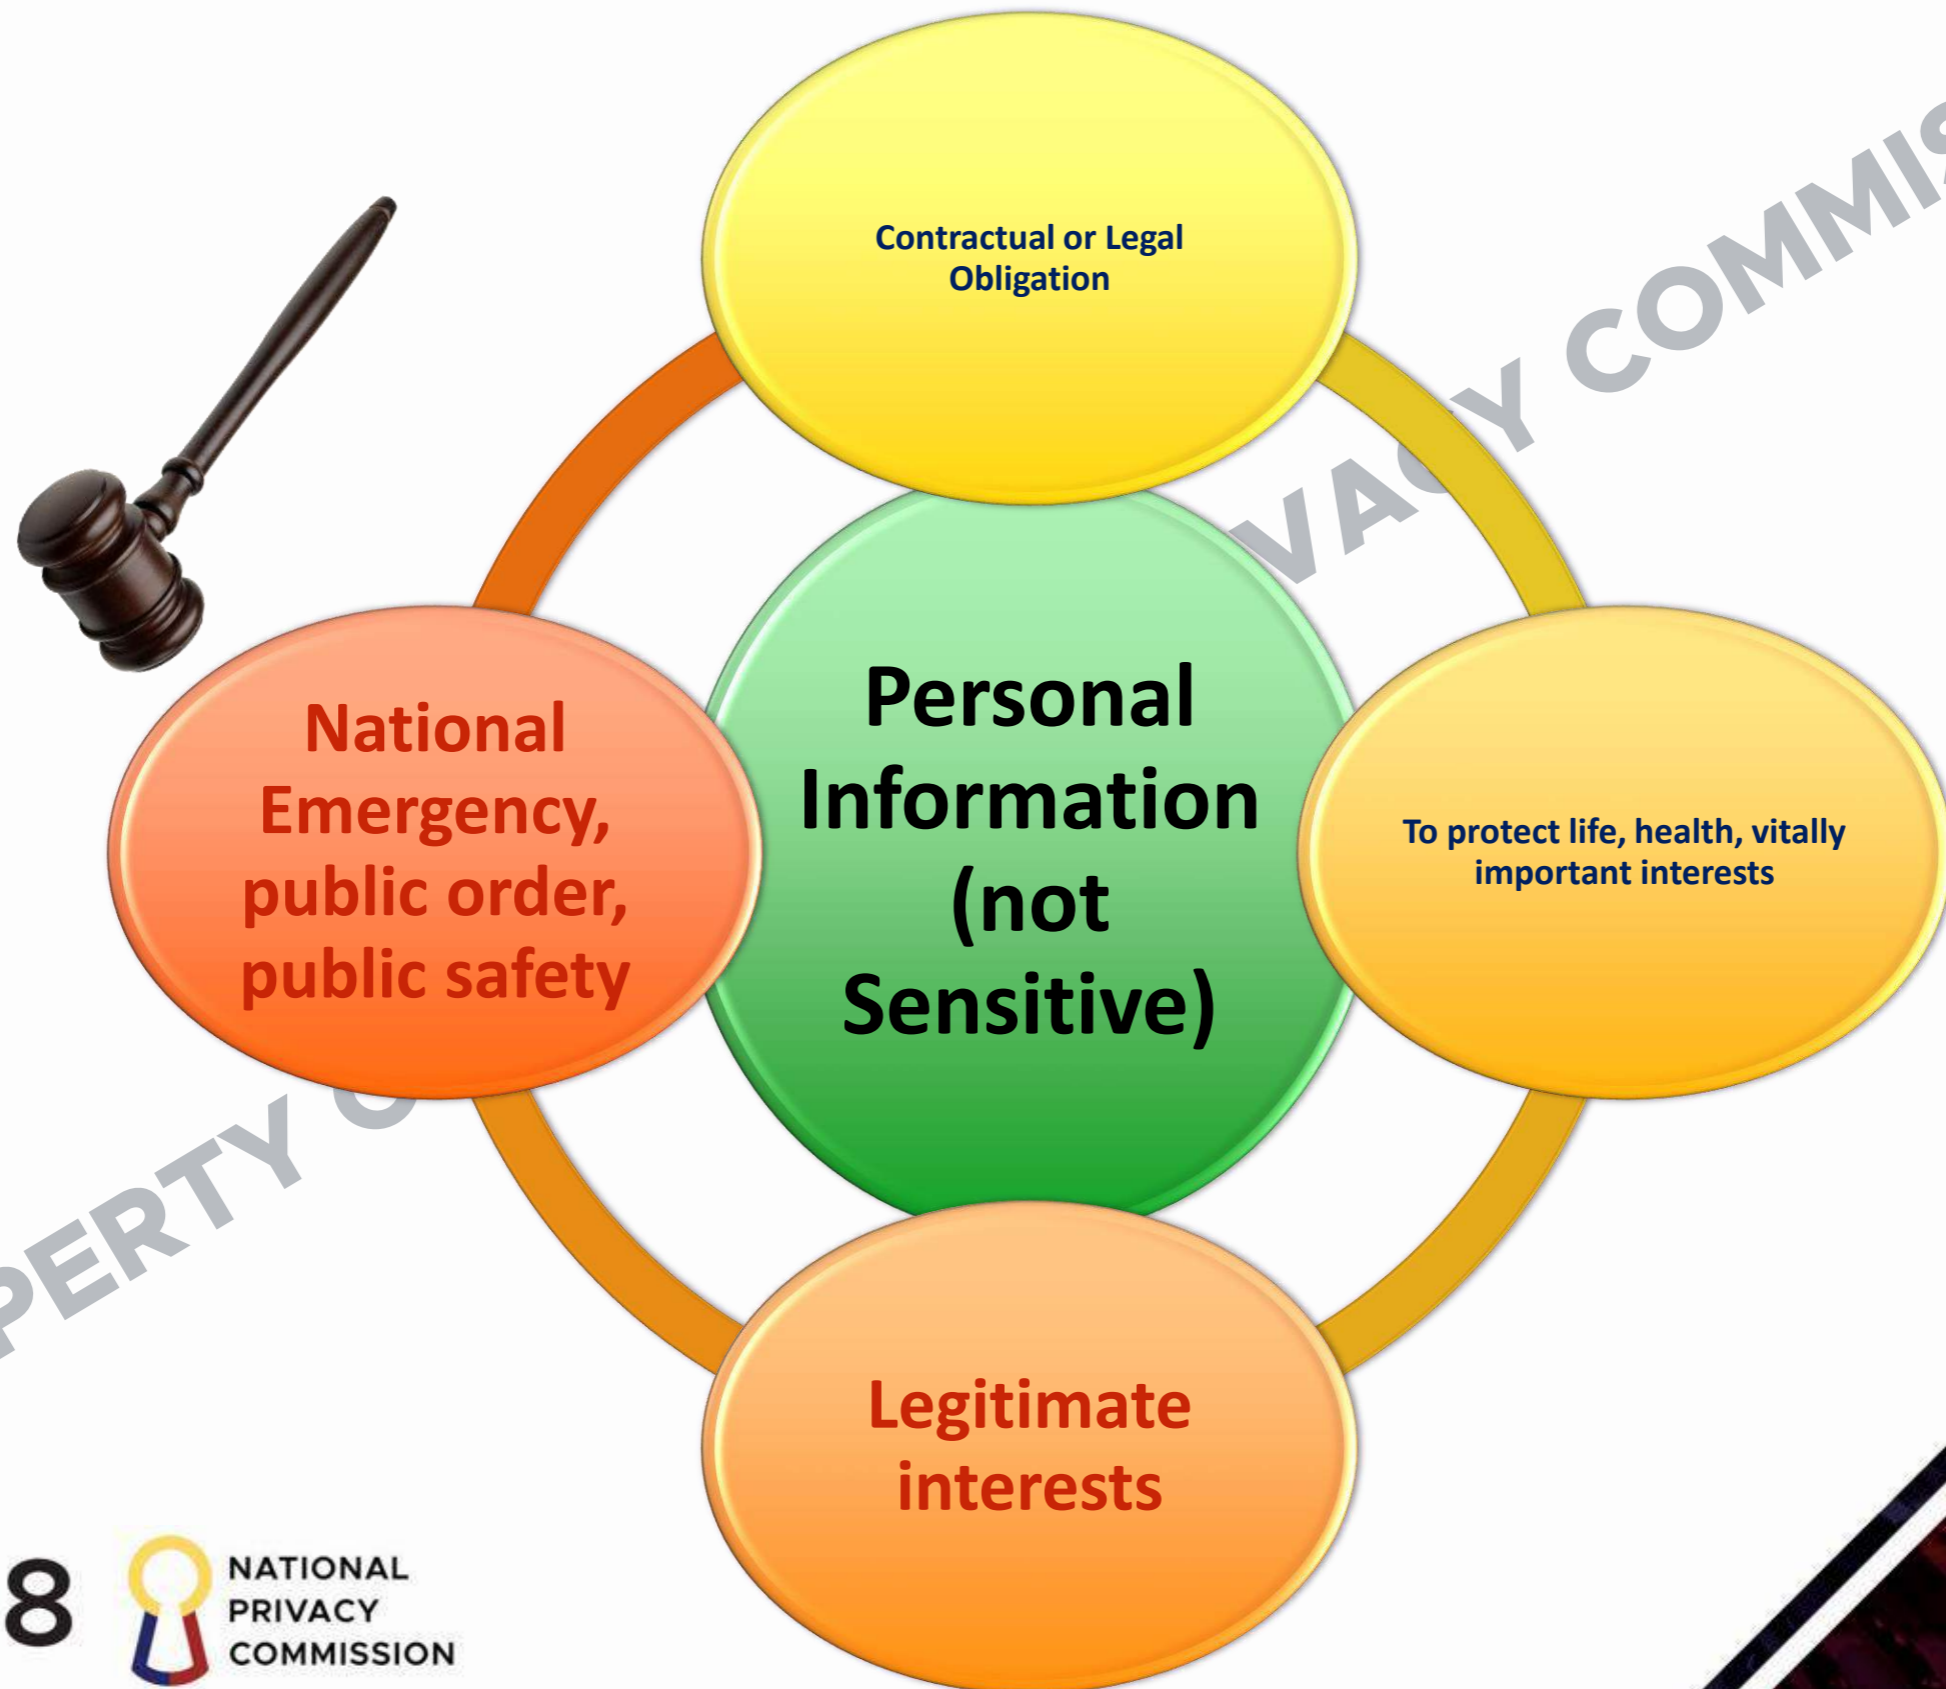 Contractual or Legal
Obligation
National
Emergency,
public order,
public safety
Personal
Information
(not
Sensitive)
To protect life, health, vitally
important interests
Legitimate
interests
8
NATIONAL
PRIVACY
COMMISSION